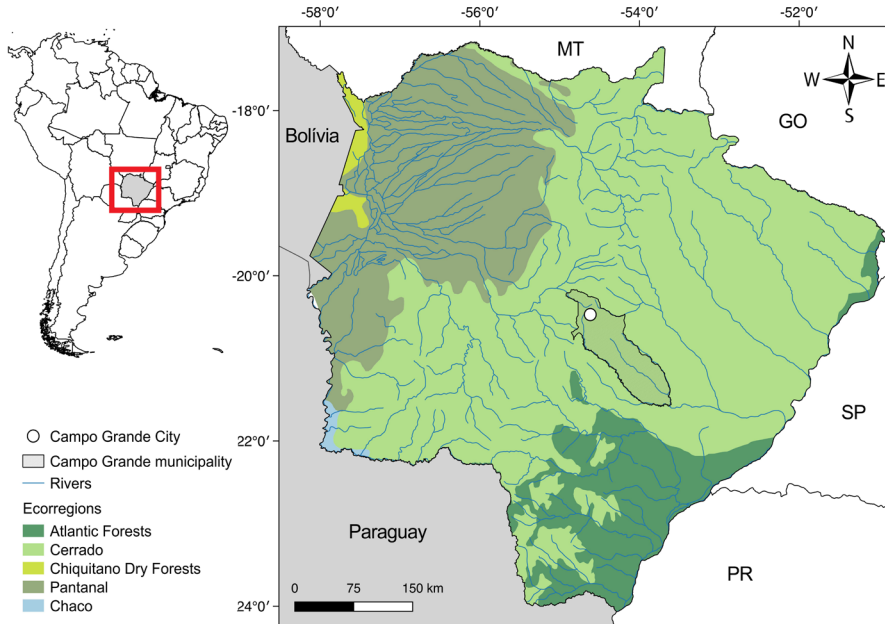 -58°0′ -56°0′ -54°0′ -52°0′
MT
N
W E
S
-18°0′
GO
Bolívia
-20°0′
SP
Campo Grande City
-22°0′
Campo Grande municipality
Rivers
Ecorregions
Atlantic Forests
Paraguay
Cerrado
Chiquitano Dry Forests
PR
Pantanal
0 75 150 km
Chaco
-24°0′